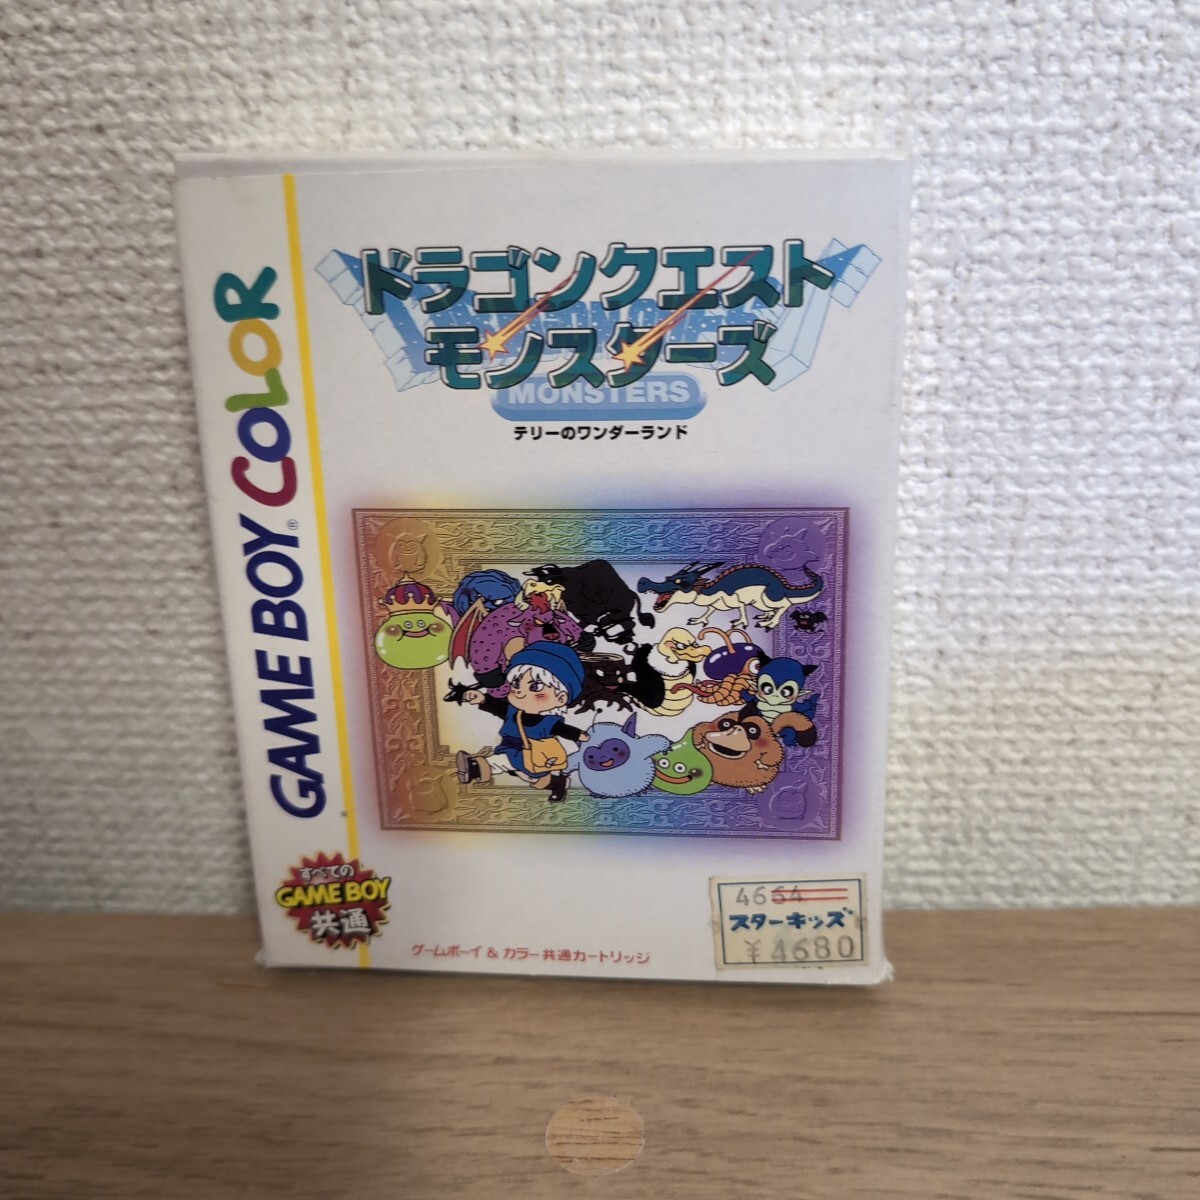 ドラゴンクエスト
モンスターズ
MONSTERS
テリーのワンダーランド
GAME BOY COLOR
®
すべての
GAME BOY
共通
ゲームボーイ & カラー 共通カートリッジ
4664
スターキッズ
¥4680